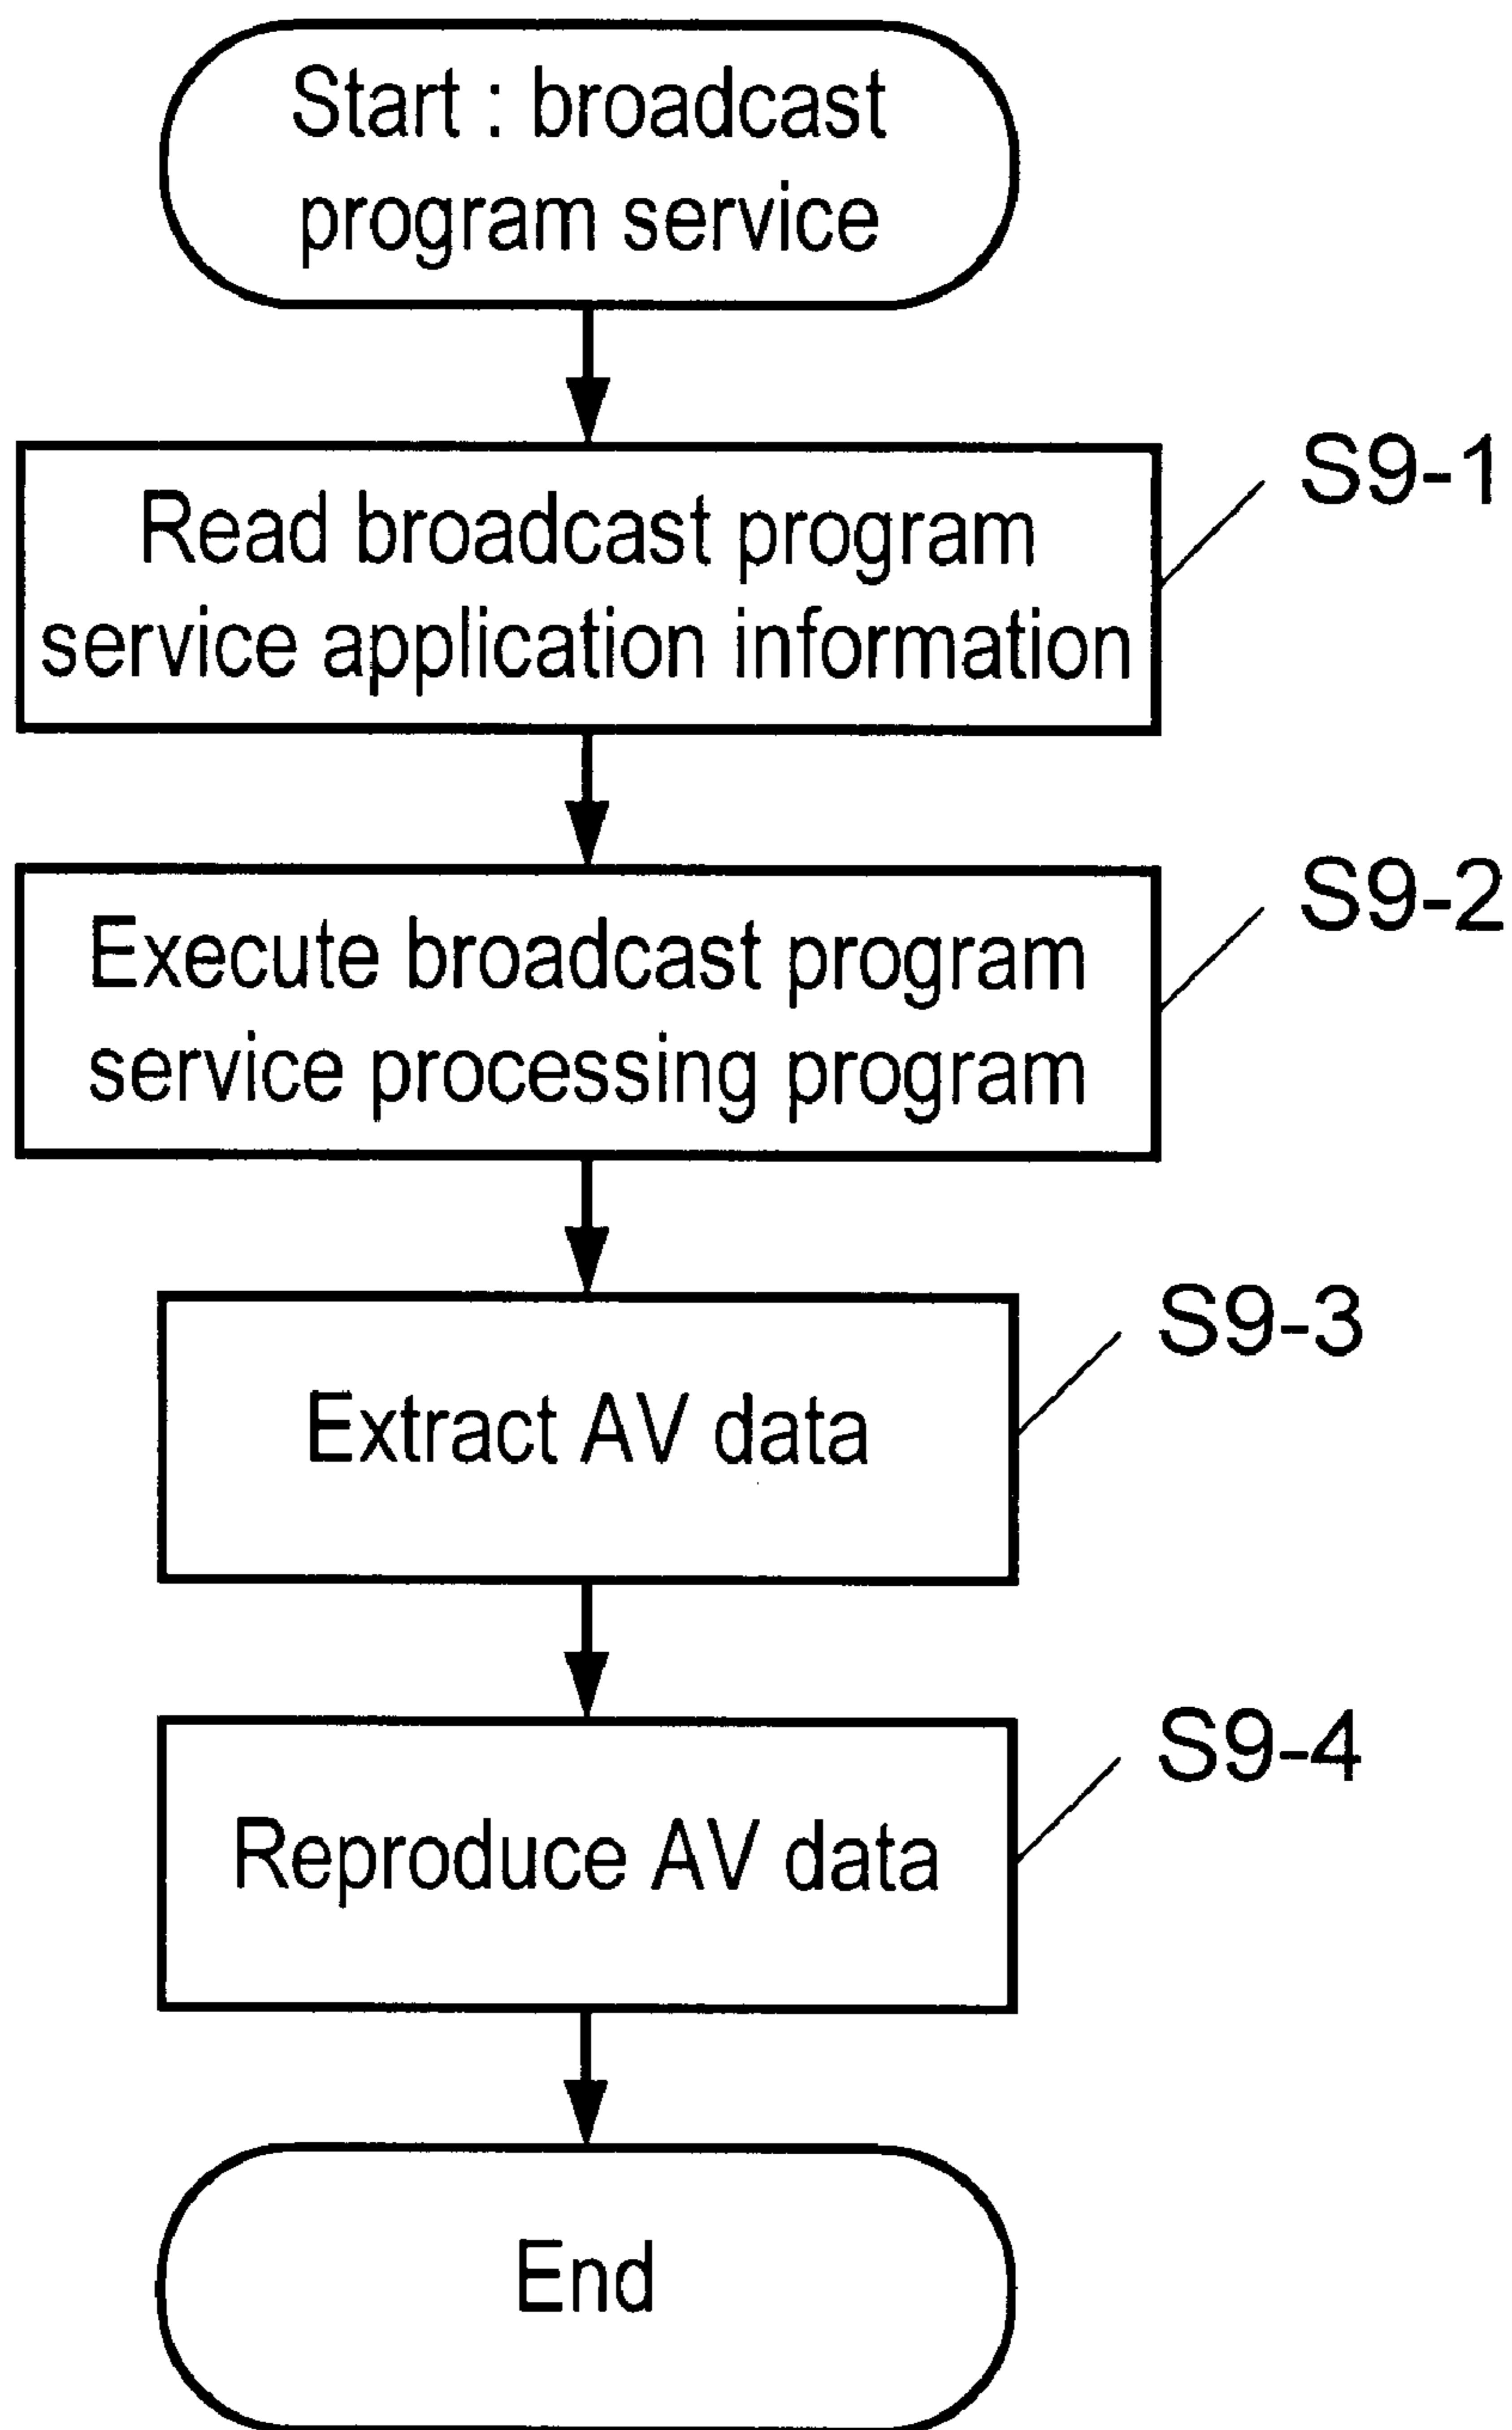 Start : broadcast
program service
Read broadcast program
service application information
S9-1
Execute broadcast program
service processing program
S9-2
Extract AV data
S9-3
Reproduce AV data
S9-4
End